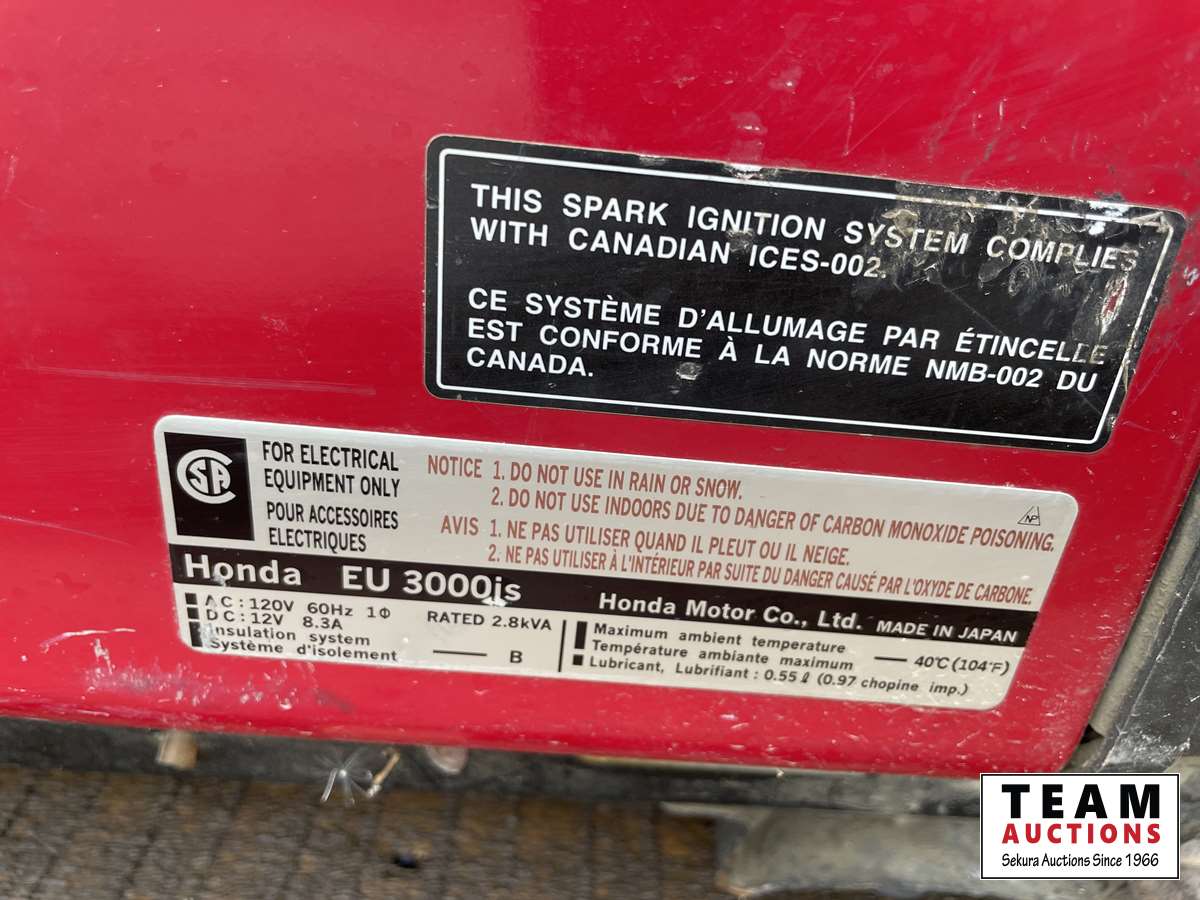 THIS SPARK IGNITION SYSTEM COMPLIES
WITH CANADIAN ICES-002.
CE SYSTÈME D'ALLUMAGE PAR ÉTINCELLE
EST CONFORME À LA NORME NMB-002 DU
CANADA.
FOR ELECTRICAL
EQUIPMENT ONLY
POUR ACCESSOIRES
ELECTRIQUES
NOTICE 1. DO NOT USE IN RAIN OR SNOW.
2. DO NOT USE INDOORS DUE TO DANGER OF CARBON MONOXIDE POISONING.
AVIS 1. NE PAS UTILISER QUAND IL PLEUT OU IL NEIGE.
2. NE PAS UTILISER À L'INTÉRIEUR PAR SUITE DU DANGER CAUSÉ PAR L'OXYDE DE CARBONE.
NP
Honda EU 3000is Honda Motor Co., Ltd. MADE IN JAPAN
AC : 120V 60Hz 1Φ RATED 2.8kVA
DC : 12V 8.3A
Insulation system
Système d'isolement — B
Maximum ambient temperature
Température ambiante maximum — 40°C (104°F)
Lubricant, Lubrifiant : 0.55 ℓ (0.97 chopine imp.)
TEAM
AUCTIONS
Sekura Auctions Since 1966